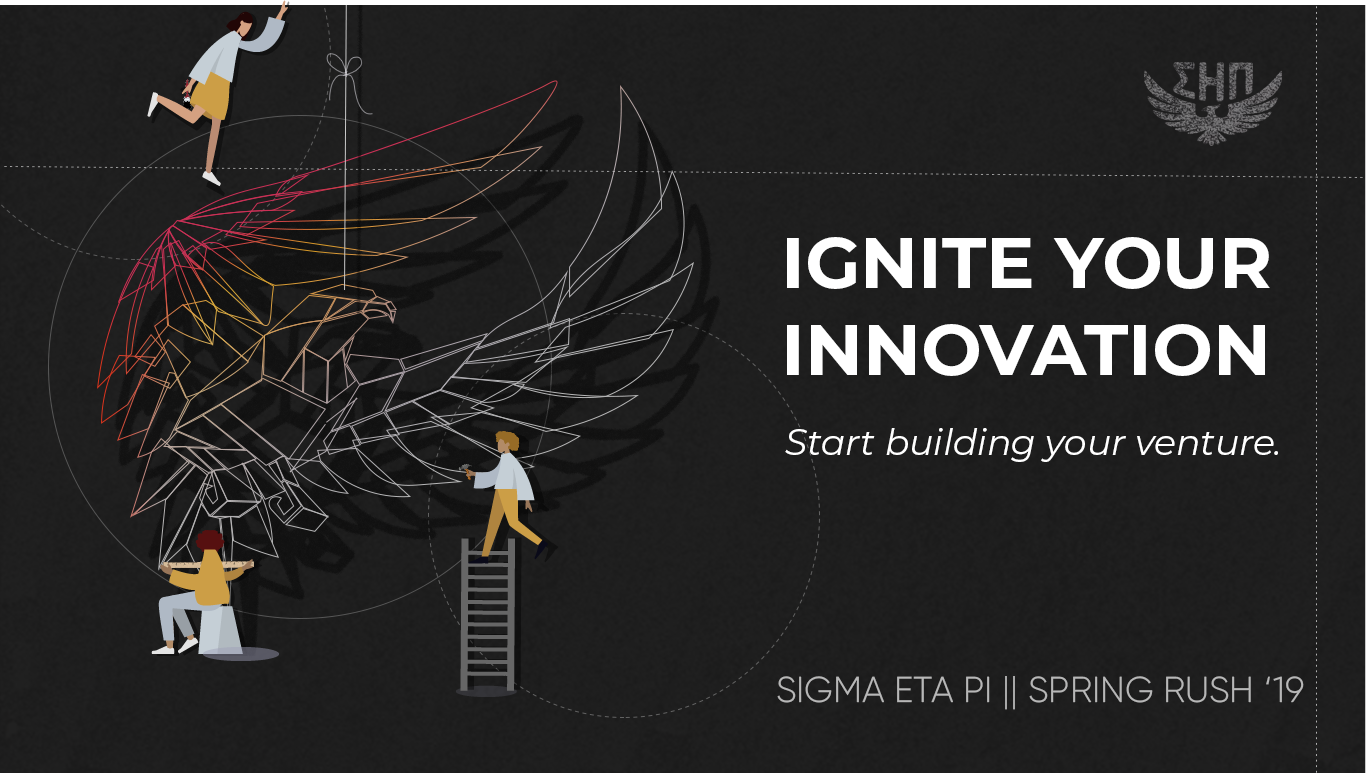 ΣΗΠ
IGNITE YOUR
INNOVATION
Start building your venture.
SIGMA ETA PI || SPRING RUSH ‘19